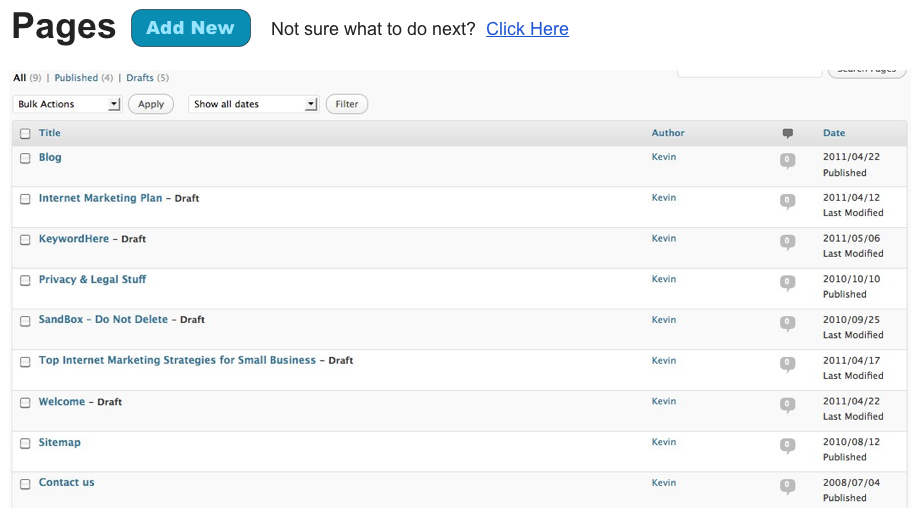 Pages Add New Not sure what to do next? Click Here
All (9) | Published (4) | Drafts (5) Search Pages
Bulk Actions Apply Show all dates Filter
Title Author Date
Blog Kevin 0 2011/04/22
Published
Internet Marketing Plan – Draft Kevin 0 2011/04/12
Last Modified
KeywordHere – Draft Kevin 0 2011/05/06
Last Modified
Privacy & Legal Stuff Kevin 0 2010/10/10
Published
SandBox – Do Not Delete – Draft Kevin 0 2010/09/25
Last Modified
Top Internet Marketing Strategies for Small Business – Draft Kevin 0 2011/04/17
Last Modified
Welcome – Draft Kevin 0 2011/04/22
Last Modified
Sitemap Kevin 0 2010/08/12
Published
Contact us Kevin 0 2008/07/04
Published